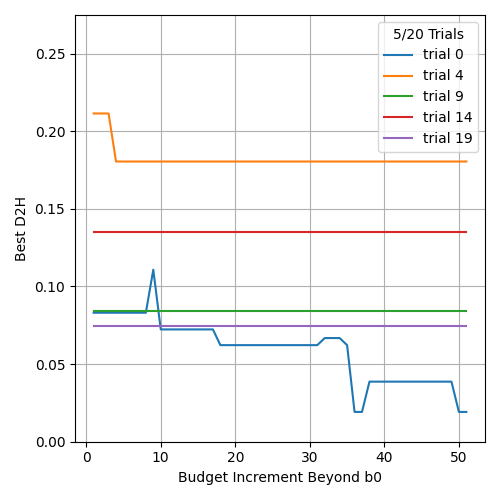 5/20 Trials
trial 0
trial 4
trial 9
trial 14
trial 19
0.25
0.20
0.15
0.10
0.05
0.00
Best D2H
0 10 20 30 40 50
Budget Increment Beyond b0